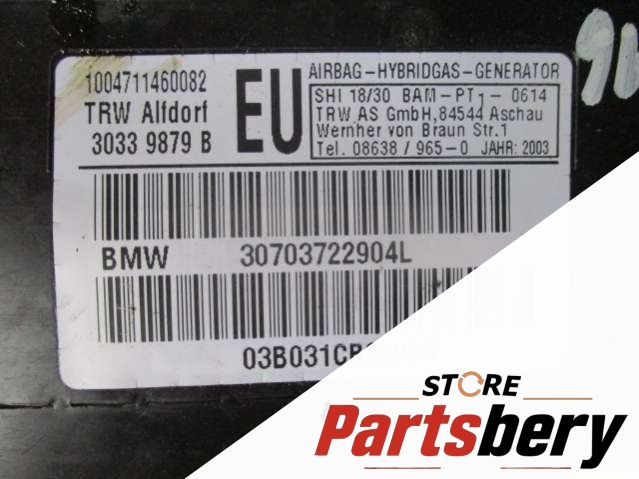 1004711460082
TRW Alfdorf
3033 9879 B
EU
AIRBAG-HYBRIDGAS-GENERATOR
SHI 18/30 BAM-PT1-0614
TRW AS GmbH,84544 Aschau
Wernher von Braun Str.1
Tel. 08638/965-0 JAHR: 2003
BMW 30703722904L
STORE
Partsbery